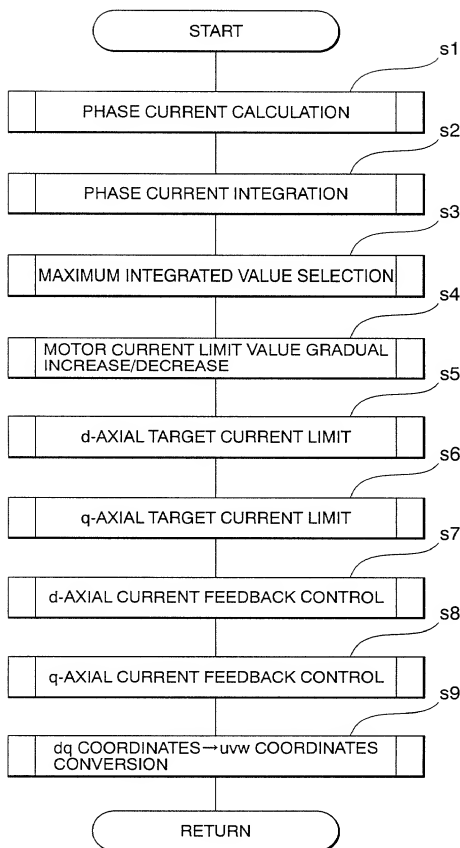 START
s1
PHASE CURRENT CALCULATION
s2
PHASE CURRENT INTEGRATION
s3
MAXIMUM INTEGRATED VALUE SELECTION
s4
MOTOR CURRENT LIMIT VALUE GRADUAL
INCREASE/DECREASE
s5
d-AXIAL TARGET CURRENT LIMIT
s6
q-AXIAL TARGET CURRENT LIMIT
s7
d-AXIAL CURRENT FEEDBACK CONTROL
s8
q-AXIAL CURRENT FEEDBACK CONTROL
s9
dq COORDINATES→uvw COORDINATES
CONVERSION
RETURN